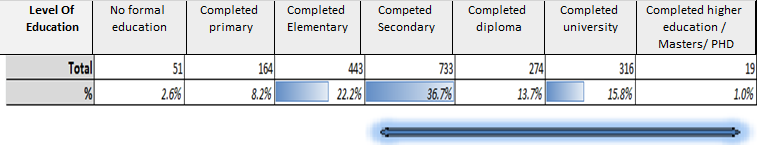 Level Of Education No formal education Completed primary Completed Elementary Competed Secondary Completed diploma Completed university Completed higher education / Masters/ PHD
Total 51 164 443 733 274 316 19
% 2.6% 8.2% 22.2% 36.7% 13.7% 15.8% 1.0%